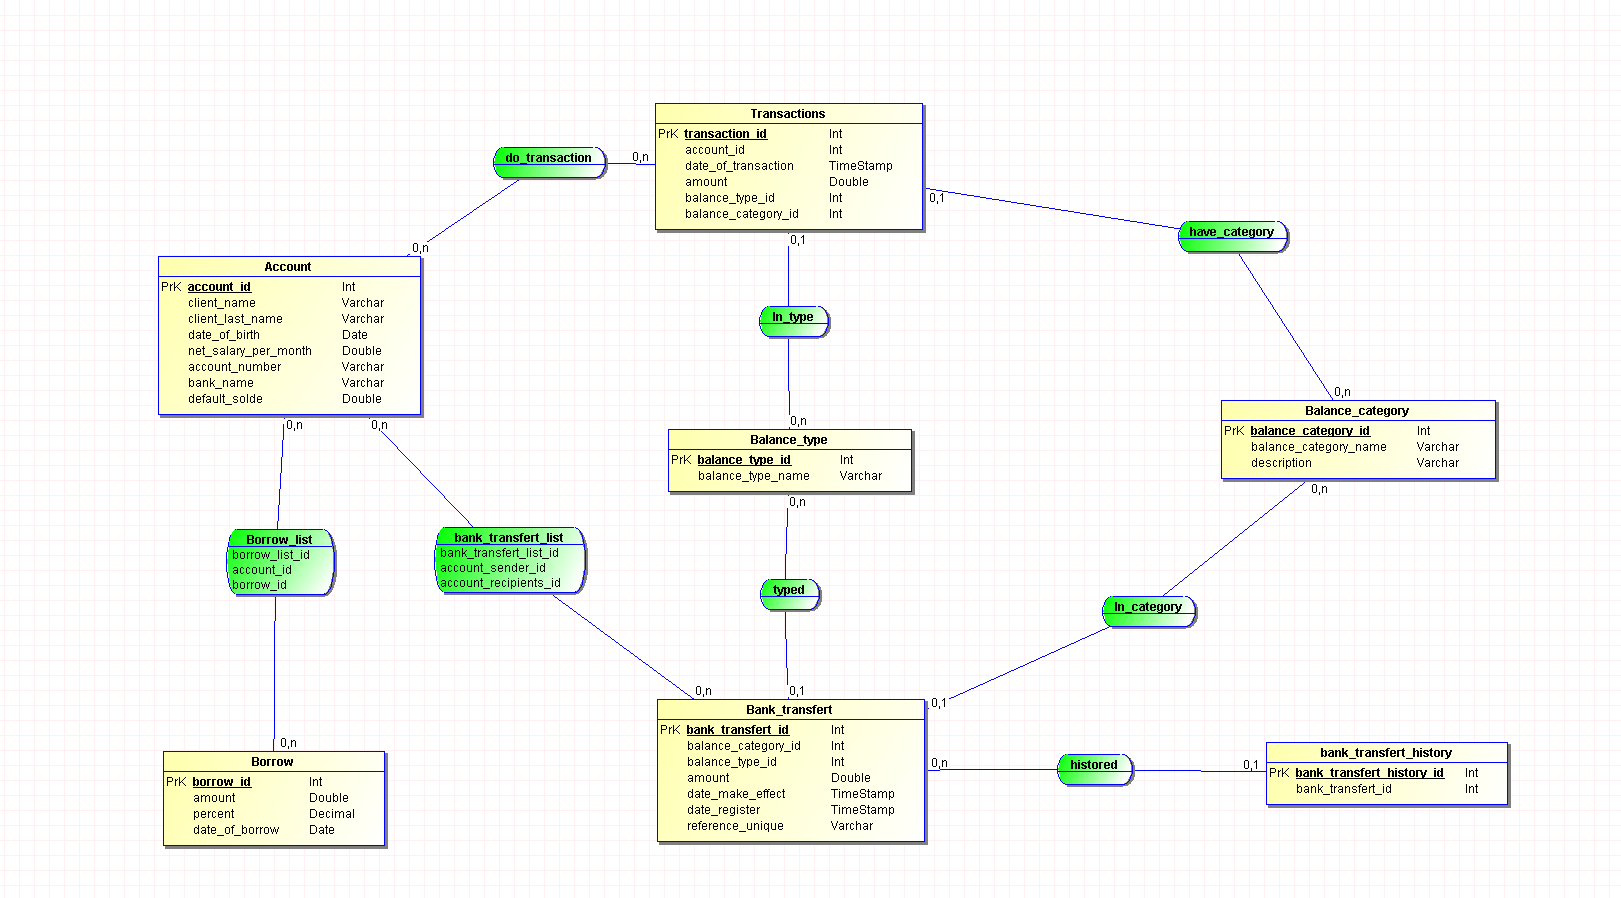 Transactions
PrK transaction_id Int
account_id Int
date_of_transaction TimeStamp
amount Double
balance_type_id Int
balance_category_id Int
do_transaction
0,n
0,n
0,1
0,1
have_category
Account
PrK account_id Int
client_name Varchar
client_last_name Varchar
date_of_birth Date
net_salary_per_month Double
account_number Varchar
bank_name Varchar
default_solde Double
In_type
0,n
0,n
0,n
0,n
Balance_type
PrK balance_type_id Int
balance_type_name Varchar
Balance_category
PrK balance_category_id Int
balance_category_name Varchar
description Varchar
0,n
0,n
Borrow_list
borrow_list_id
account_id
borrow_id
bank_transfert_list
bank_transfert_list_id
account_sender_id
account_recipients_id
typed
In_category
0,n
0,1
0,1
0,n
Bank_transfert
PrK bank_transfert_id Int
balance_category_id Int
balance_type_id Int
amount Double
date_make_effect TimeStamp
date_register TimeStamp
reference_unique Varchar
Borrow
PrK borrow_id Int
amount Double
percent Decimal
date_of_borrow Date
0,n
histored
0,1
bank_transfert_history
PrK bank_transfert_history_id Int
bank_transfert_id Int